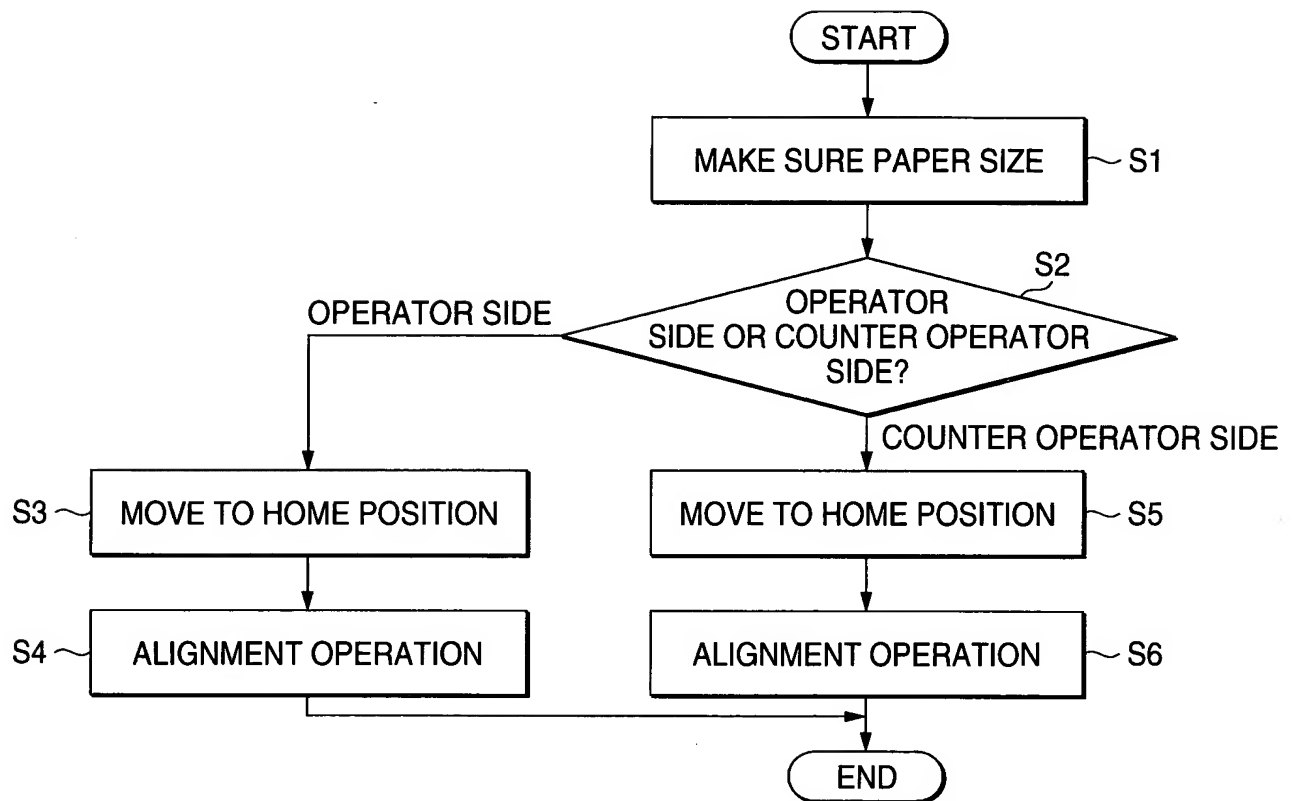 START
MAKE SURE PAPER SIZE
S1
S2
OPERATOR
SIDE OR COUNTER OPERATOR
SIDE?
OPERATOR SIDE
COUNTER OPERATOR SIDE
S3
MOVE TO HOME POSITION
MOVE TO HOME POSITION
S5
S4
ALIGNMENT OPERATION
ALIGNMENT OPERATION
S6
END